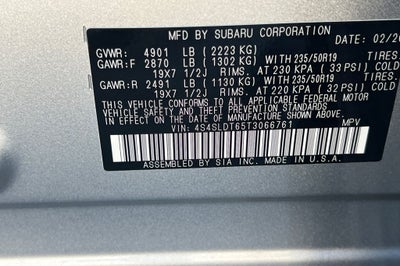 MFD BY SUBARU CORPORATION 02/2
GVWR: 4901 LB (2223 KG)
GAWR:F 2870 LB (1302 KG) WITH 235/50R19 TIRES.
19X7 1/2J RIMS. AT 230 KPA (33 PSI) COLD
GAWR:R 2491 LB (1130 KG) WITH 235/50R19 TIRES.
19X7 1/2J RIMS. AT 220 KPA (32 PSI) COLD
THIS VEHICLE CONFORMS TO ALL APPLICABLE FEDERAL MOTOR
VEHICLE SAFETY AND THEFT PREVENTION STANDARDS
IN EFFECT ON THE DATE OF MANUFACTURE SHOWN ABOVE.
VIN: 4S4SLDT65T3066761 MPV
ASSEMBLED BY SIA INC. MADE IN U.S.A.